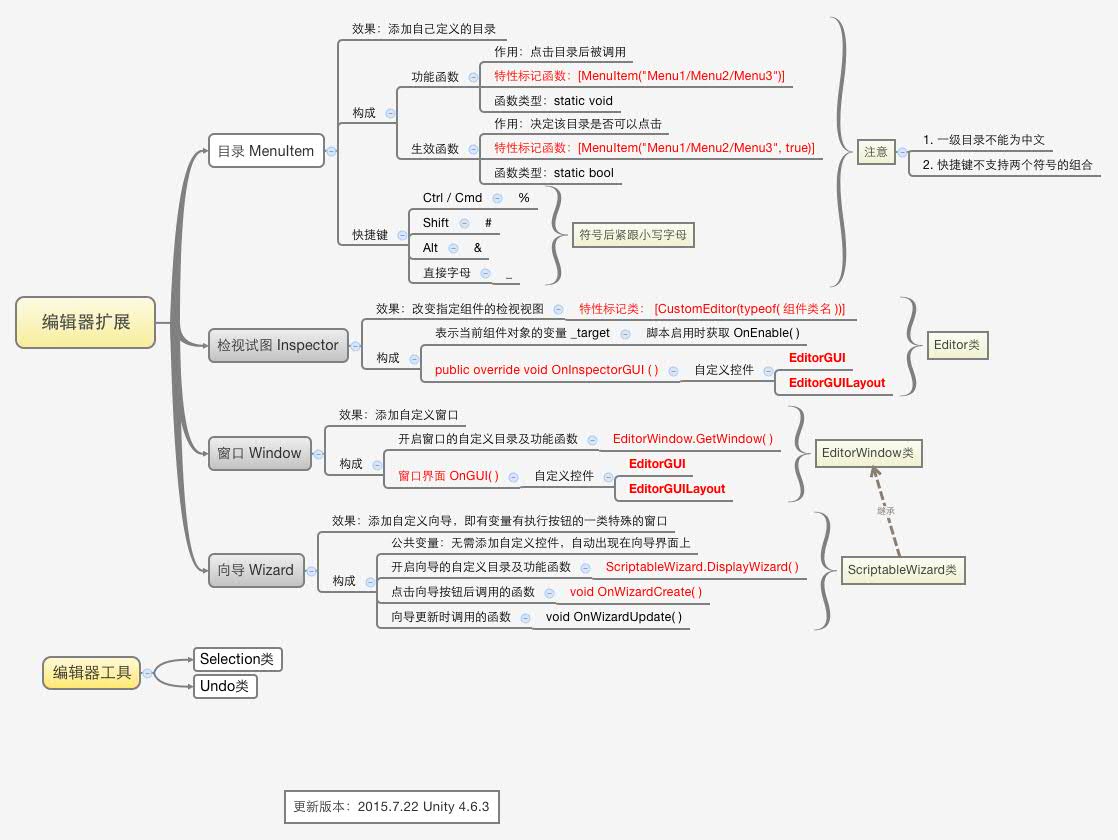 编辑器扩展
目录 MenuItem
效果：添加自己定义的目录
构成
功能函数
作用：点击目录后被调用
特性标记函数：[MenuItem("Menu1/Menu2/Menu3")]
函数类型：static void
生效函数
作用：决定该目录是否可以点击
特性标记函数：[MenuItem("Menu1/Menu2/Menu3", true)]
函数类型：static bool
快捷键
Ctrl / Cmd %
Shift #
Alt &
直接字母 _
符号后紧跟小写字母
注意
1. 一级目录不能为中文
2. 快捷键不支持两个符号的组合
检视试图 Inspector
效果：改变指定组件的检视视图 特性标记类： [CustomEditor(typeof( 组件类名 ))]
构成
表示当前组件对象的变量 _target 脚本启用时获取 OnEnable( )
public override void OnInspectorGUI ( ) 自定义控件
EditorGUI
EditorGUILayout
Editor类
窗口 Window
效果：添加自定义窗口
构成
开启窗口的自定义目录及功能函数 EditorWindow.GetWindow( )
窗口界面 OnGUI( ) 自定义控件
EditorGUI
EditorGUILayout
EditorWindow类
继承
向导 Wizard
效果：添加自定义向导，即有变量有执行按钮的一类特殊的窗口
构成
公共变量：无需添加自定义控件，自动出现在向导界面上
开启向导的自定义目录及功能函数 ScriptableWizard.DisplayWizard( )
点击向导按钮后调用的函数 void OnWizardCreate( )
向导更新时调用的函数 void OnWizardUpdate( )
ScriptableWizard类
编辑器工具
Selection类
Undo类
更新版本：2015.7.22 Unity 4.6.3